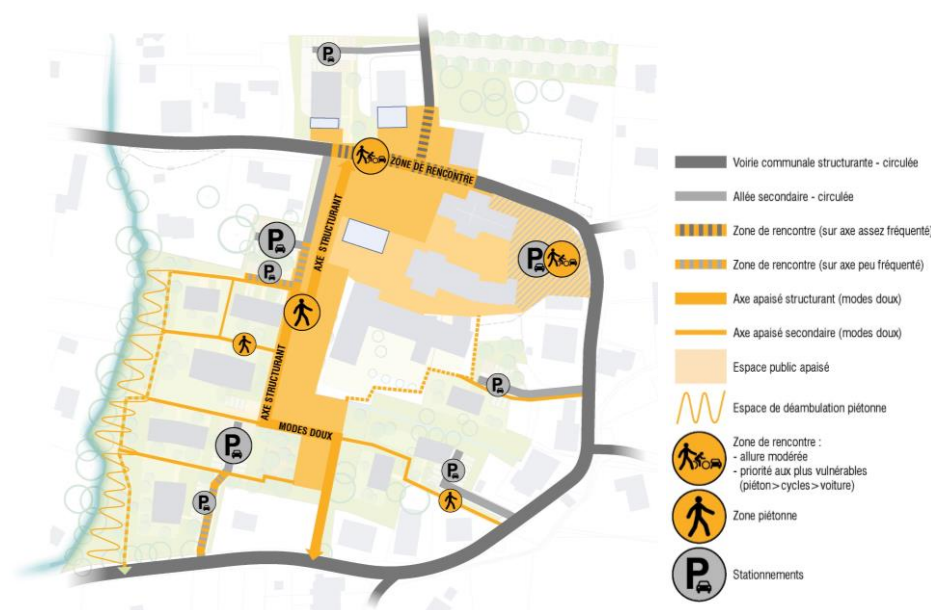 P
ZONE DE RENCONTRE
P
P
AXE STRUCTURANT
P
P
AXE STRUCTURANT
MODES DOUX
P
P
P
Voirie communale structurante - circulée
Allée secondaire - circulée
Zone de rencontre (sur axe assez fréquenté)
Zone de rencontre (sur axe peu fréquenté)
Axe apaisé structurant (modes doux)
Axe apaisé secondaire (modes doux)
Espace public apaisé
Espace de déambulation piétonne
Zone de rencontre :
- allure modérée
- priorité aux plus vulnérables
(piéton>cycles>voiture)
Zone piétonne
P
Stationnements